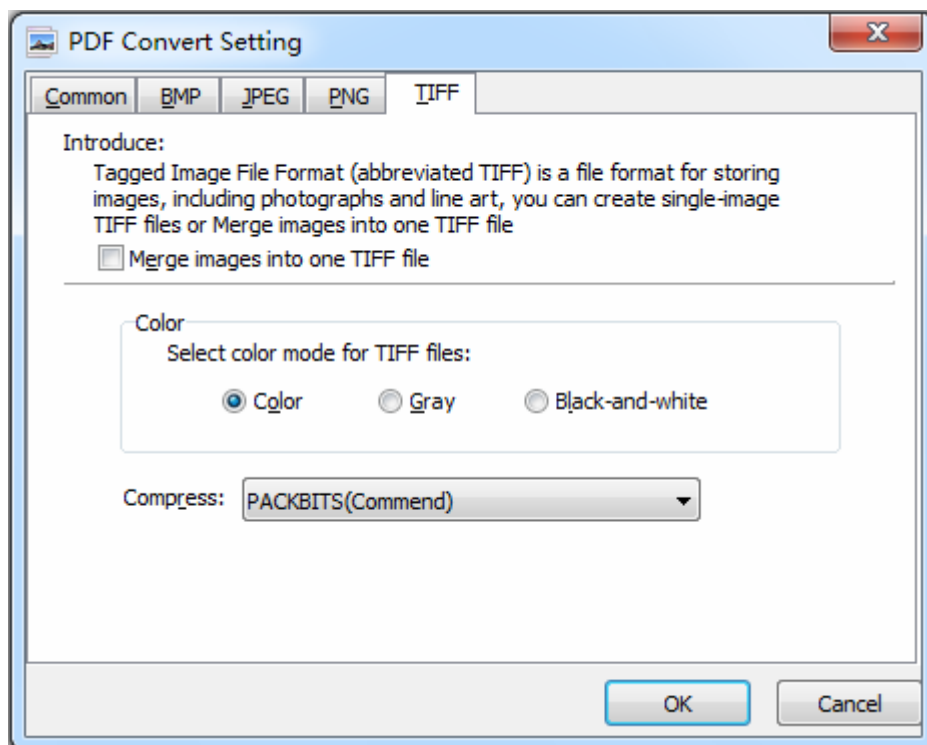 PDF Convert Setting
X
Common BMP JPEG PNG TIFF
Introduce:
Tagged Image File Format (abbreviated TIFF) is a file format for storing
images, including photographs and line art, you can create single-image
TIFF files or Merge images into one TIFF file
Merge images into one TIFF file
Color
Select color mode for TIFF files:
Color Gray Black-and-white
Compress: PACKBITS(Commend)
OK Cancel